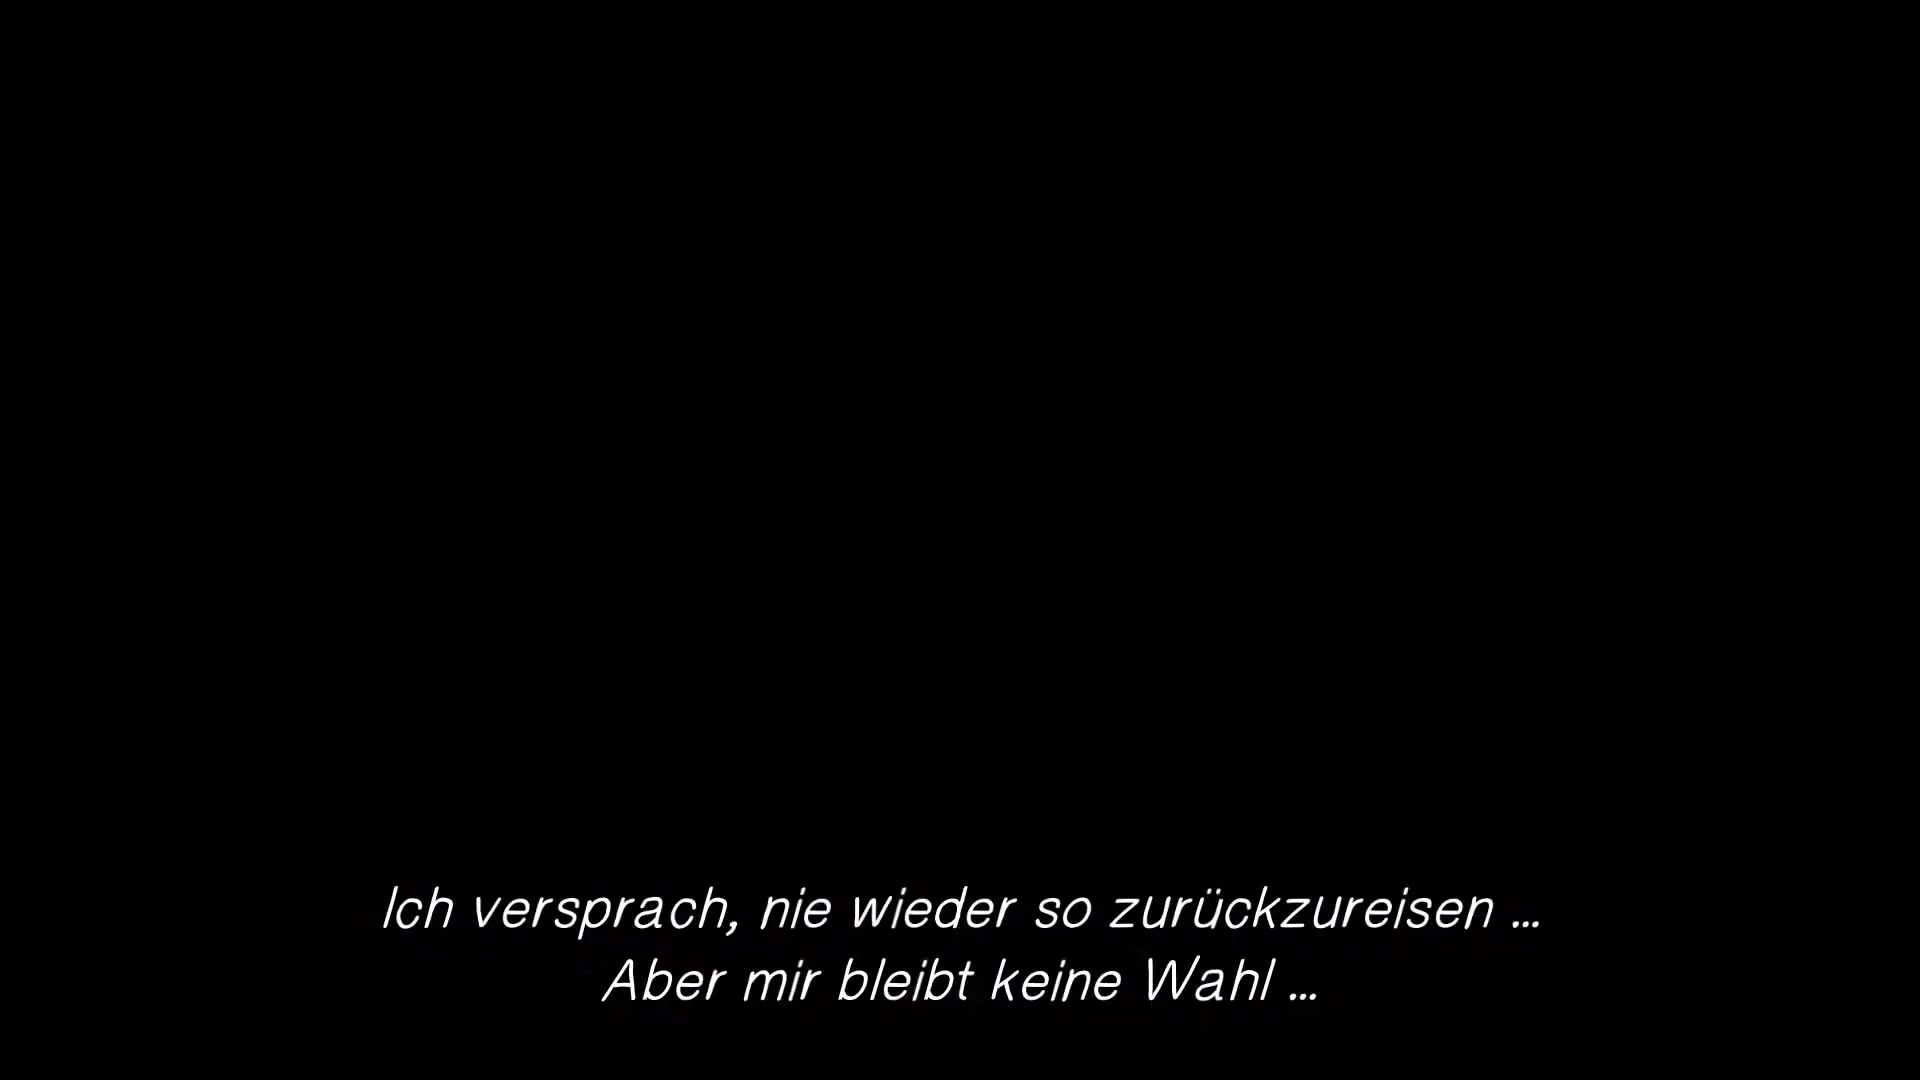 Ich versprach, nie wieder so zurückzureisen ...
Aber mir bleibt keine Wahl ...